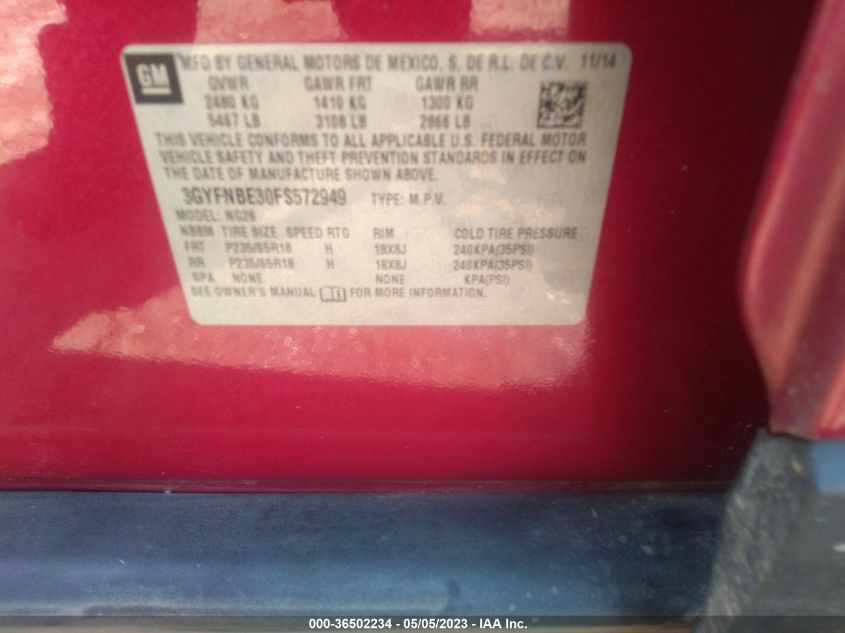 GM
MFD BY GENERAL MOTORS DE MEXICO, S. DE R.L. DE C.V. 11/14
GVWR GAWR FRT GAWR RR
2480 KG 1410 KG 1300 KG
5467 LB 3108 LB 2866 LB
THIS VEHICLE CONFORMS TO ALL APPLICABLE U.S. FEDERAL MOTOR
VEHICLE SAFETY AND THEFT PREVENTION STANDARDS IN EFFECT ON
THE DATE OF MANUFACTURE SHOWN ABOVE.
3GYFNBE30FS572949 TYPE: M.P.V.
MODEL: NG26
NBBM TIRE SIZE SPEED RTG RIM COLD TIRE PRESSURE
FRT P235/65R18 H 18X8J 240KPA(35PSI)
RR P235/65R18 H 18X8J 240KPA(35PSI)
SPA NONE NONE KPA(PSI)
SEE OWNER'S MANUAL FOR MORE INFORMATION.
000-36502234 - 05/05/2023 - IAA Inc.